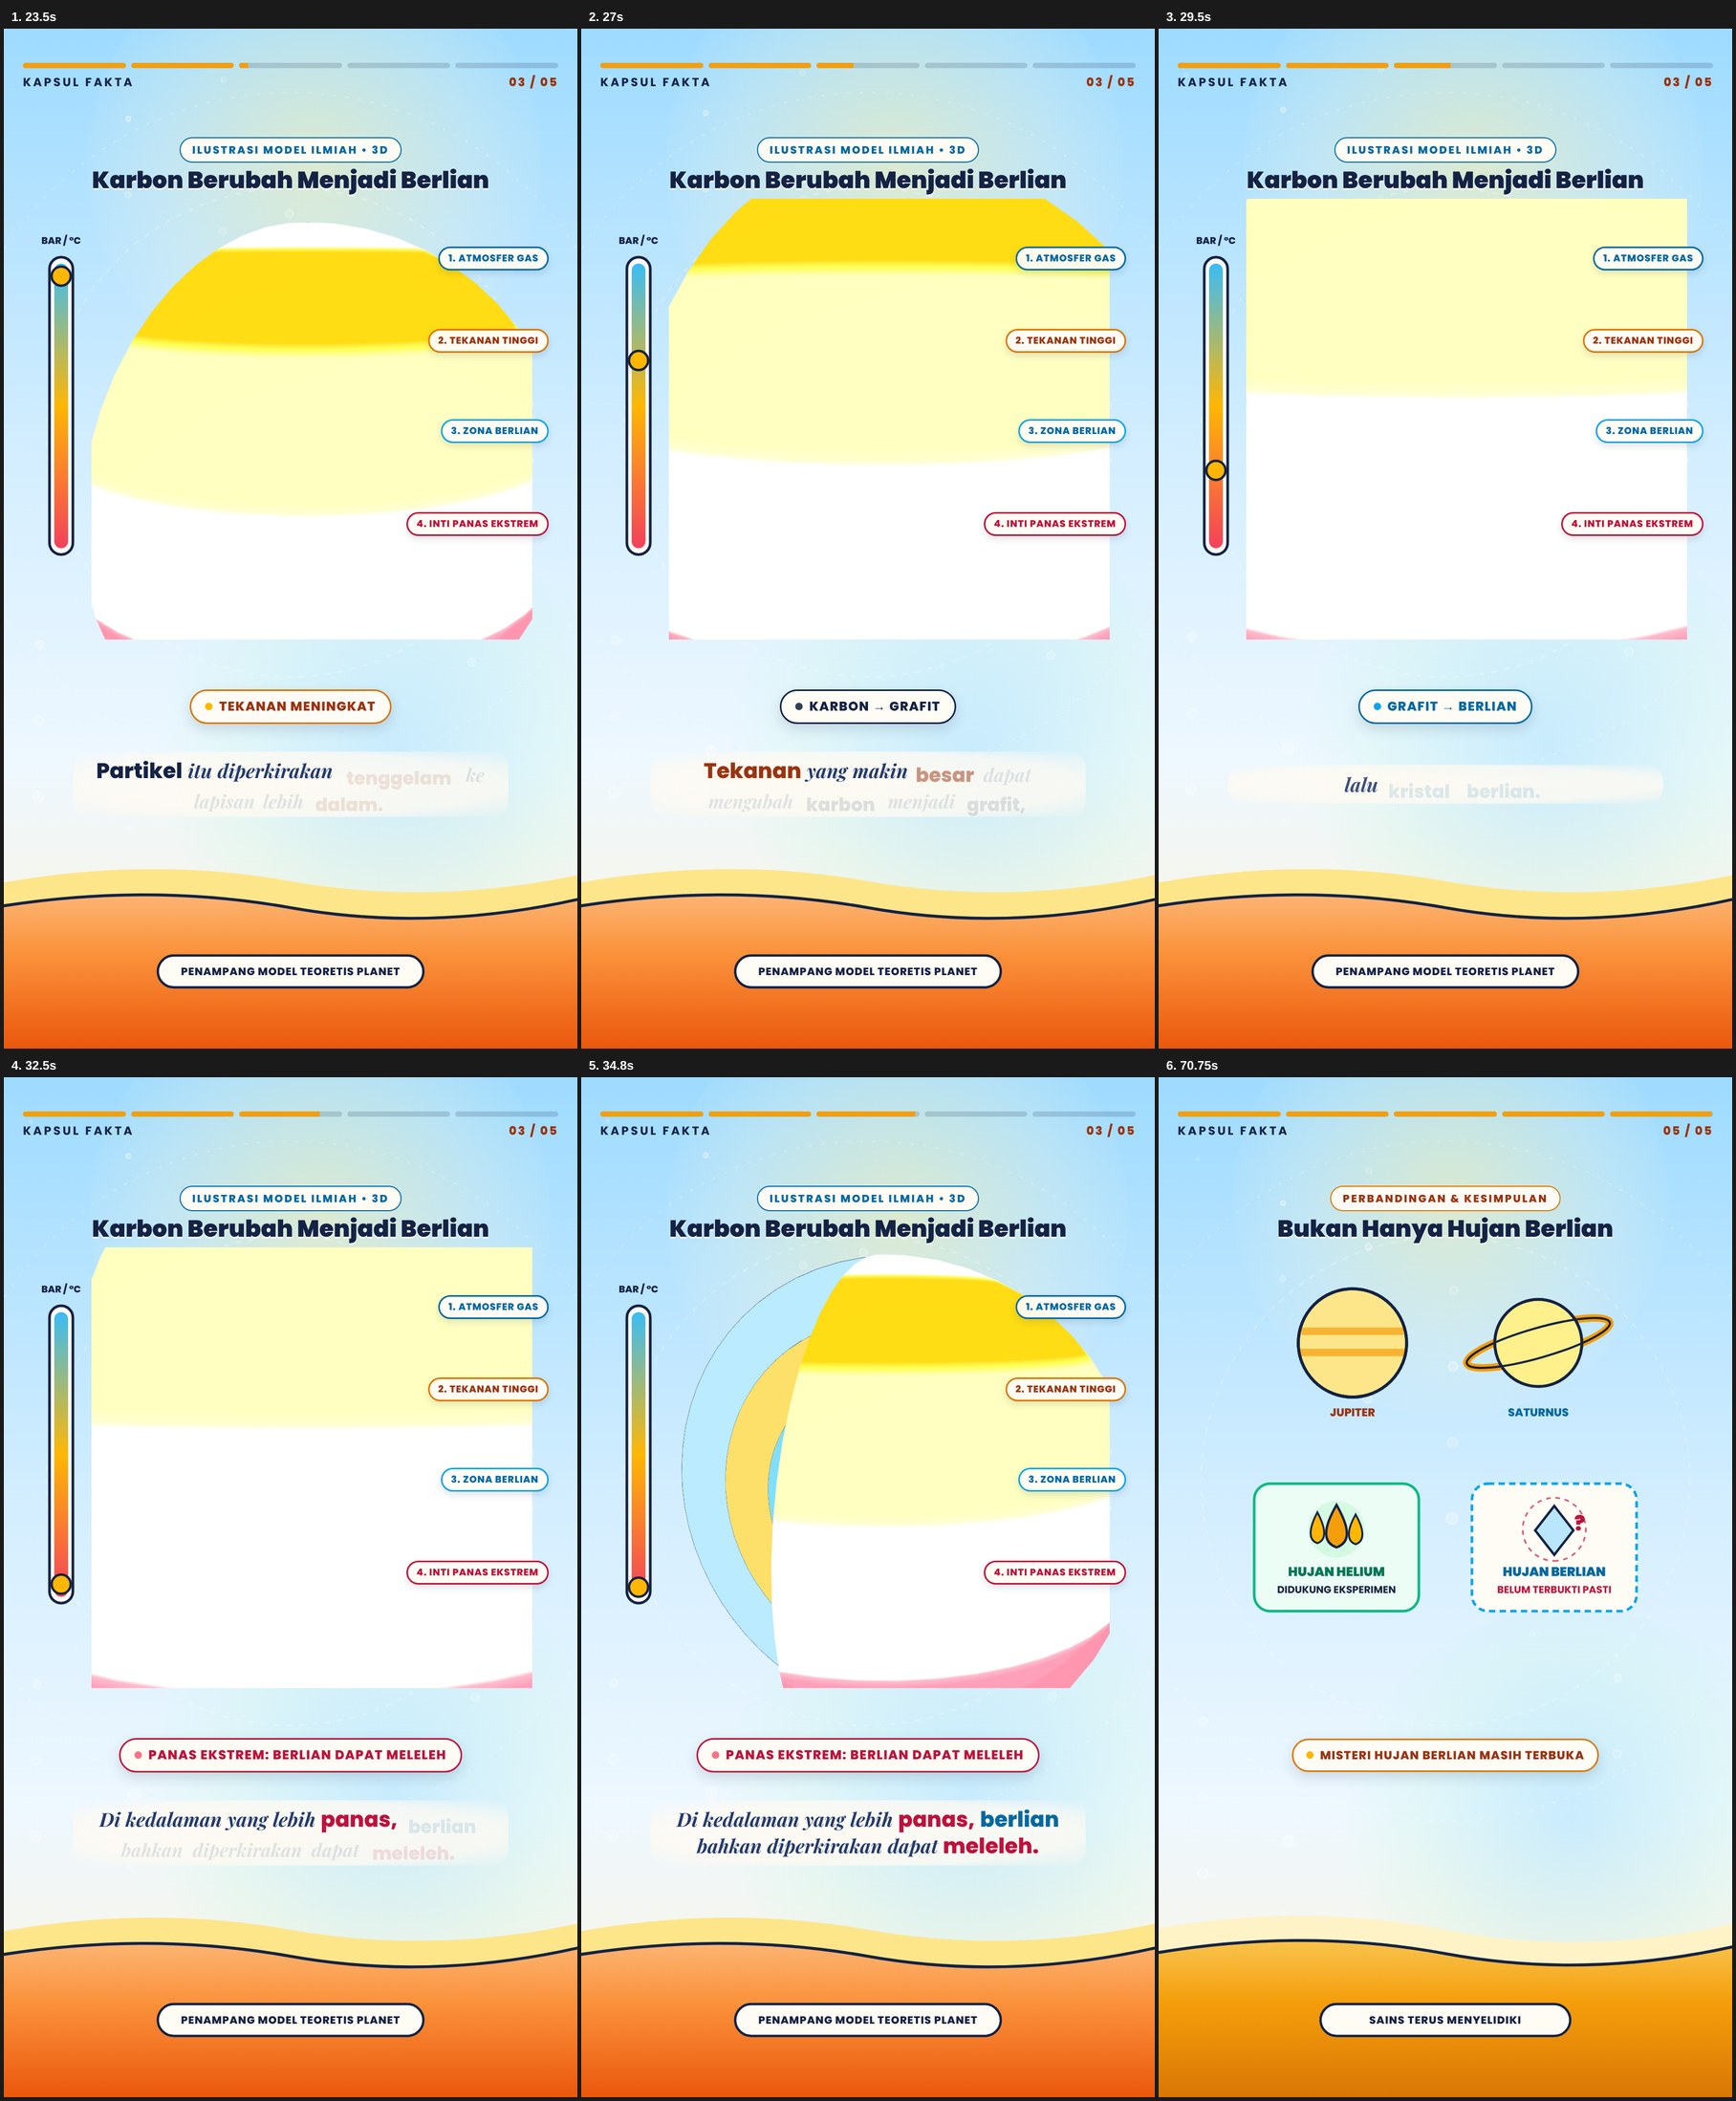 1. 23.5s
KAPSUL FAKTA
03 / 05
ILUSTRASI MODEL ILMIAH • 3D
Karbon Berubah Menjadi Berlian
BAR / °C
1. ATMOSFER GAS
2. TEKANAN TINGGI
3. ZONA BERLIAN
4. INTI PANAS EKSTREM
TEKANAN MENINGKAT
Partikel itu diperkirakan tenggelam ke
lapisan lebih dalam.
PENAMPANG MODEL TEORETIS PLANET
2. 27s
KAPSUL FAKTA
03 / 05
ILUSTRASI MODEL ILMIAH • 3D
Karbon Berubah Menjadi Berlian
BAR / °C
1. ATMOSFER GAS
2. TEKANAN TINGGI
3. ZONA BERLIAN
4. INTI PANAS EKSTREM
KARBON → GRAFIT
Tekanan yang makin besar dapat
mengubah karbon menjadi grafit,
PENAMPANG MODEL TEORETIS PLANET
3. 29.5s
KAPSUL FAKTA
03 / 05
ILUSTRASI MODEL ILMIAH • 3D
Karbon Berubah Menjadi Berlian
BAR / °C
1. ATMOSFER GAS
2. TEKANAN TINGGI
3. ZONA BERLIAN
4. INTI PANAS EKSTREM
GRAFIT → BERLIAN
lalu kristal berlian.
PENAMPANG MODEL TEORETIS PLANET
4. 32.5s
KAPSUL FAKTA
03 / 05
ILUSTRASI MODEL ILMIAH • 3D
Karbon Berubah Menjadi Berlian
BAR / °C
1. ATMOSFER GAS
2. TEKANAN TINGGI
3. ZONA BERLIAN
4. INTI PANAS EKSTREM
PANAS EKSTREM: BERLIAN DAPAT MELELEH
Di kedalaman yang lebih panas, berlian
bahkan diperkirakan dapat meleleh.
PENAMPANG MODEL TEORETIS PLANET
5. 34.8s
KAPSUL FAKTA
03 / 05
ILUSTRASI MODEL ILMIAH • 3D
Karbon Berubah Menjadi Berlian
BAR / °C
1. ATMOSFER GAS
2. TEKANAN TINGGI
3. ZONA BERLIAN
4. INTI PANAS EKSTREM
PANAS EKSTREM: BERLIAN DAPAT MELELEH
Di kedalaman yang lebih panas, berlian
bahkan diperkirakan dapat meleleh.
PENAMPANG MODEL TEORETIS PLANET
6. 70.75s
KAPSUL FAKTA
05 / 05
PERBANDINGAN & KESIMPULAN
Bukan Hanya Hujan Berlian
JUPITER
SATURNUS
?
HUJAN HELIUM
DIDUKUNG EKSPERIMEN
HUJAN BERLIAN
BELUM TERBUKTI PASTI
MISTERI HUJAN BERLIAN MASIH TERBUKA
SAINS TERUS MENYELIDIKI